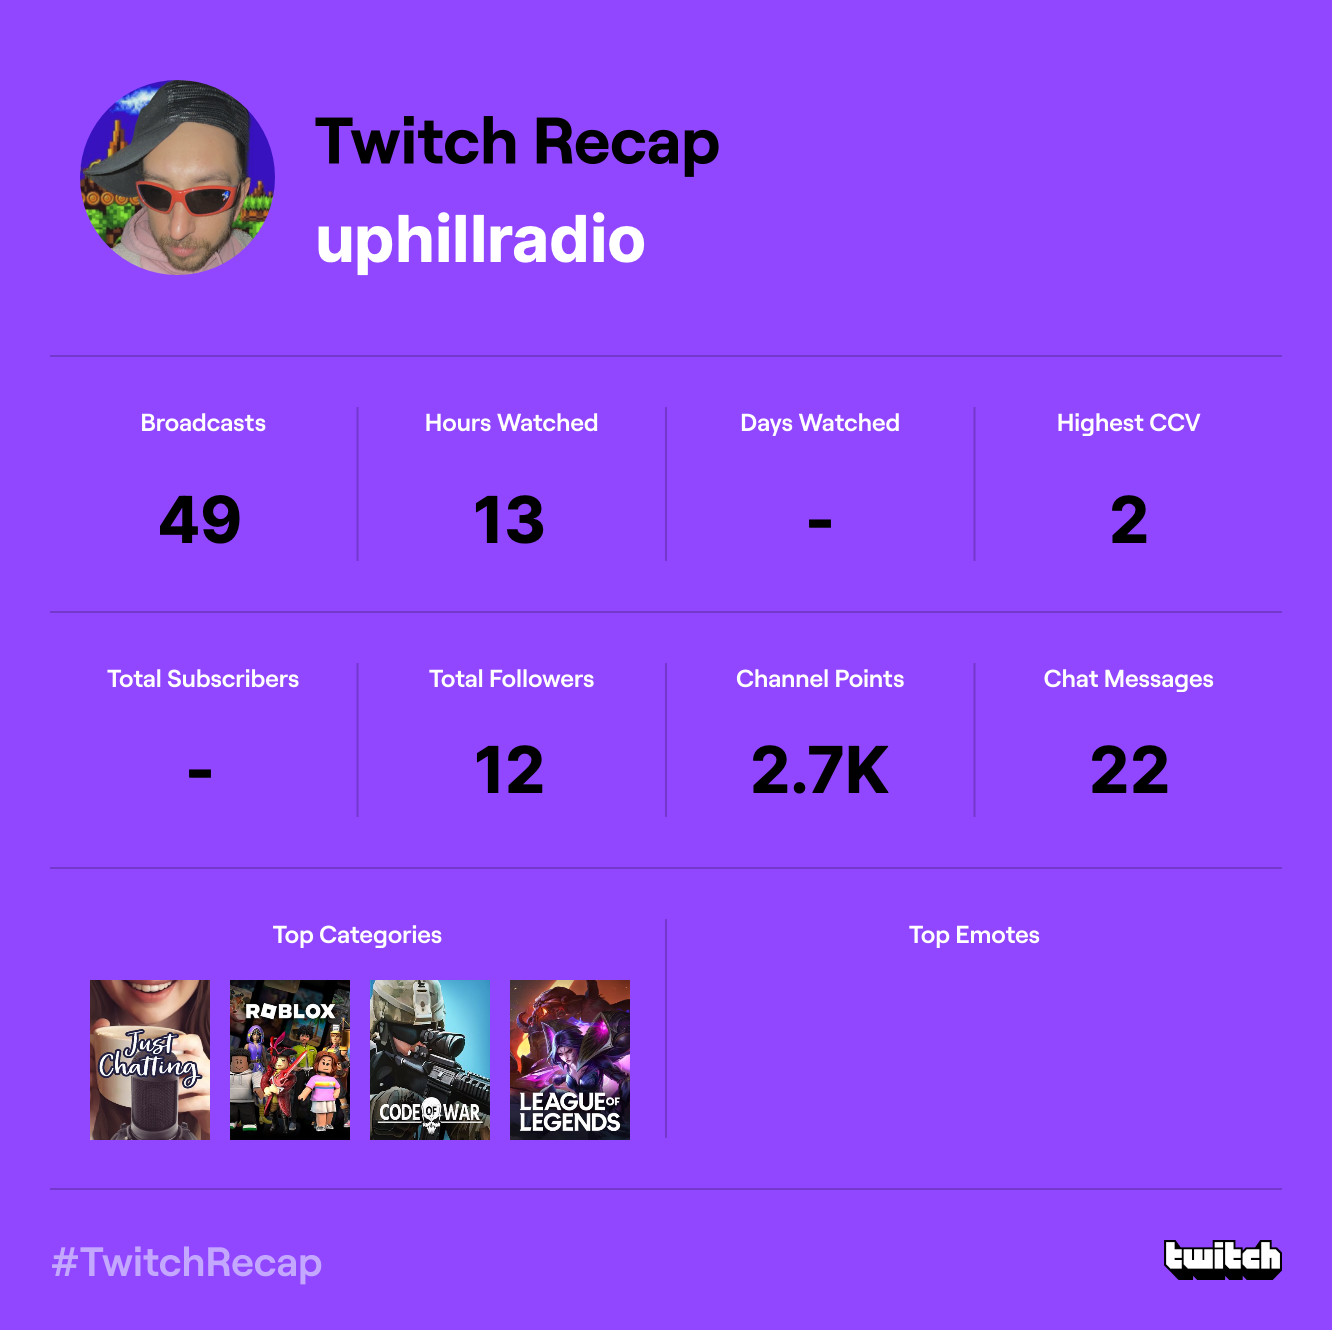 Twitch Recap
uphillradio
Broadcasts
Hours Watched
Days Watched
Highest CCV
49
13
-
2
Total Subscribers
Total Followers
Channel Points
Chat Messages
-
12
2.7K
22
Top Categories
Top Emotes
Just
Chatting
ROBLOX
CODE OF WAR
LEAGUE OF
LEGENDS
#TwitchRecap
twitch